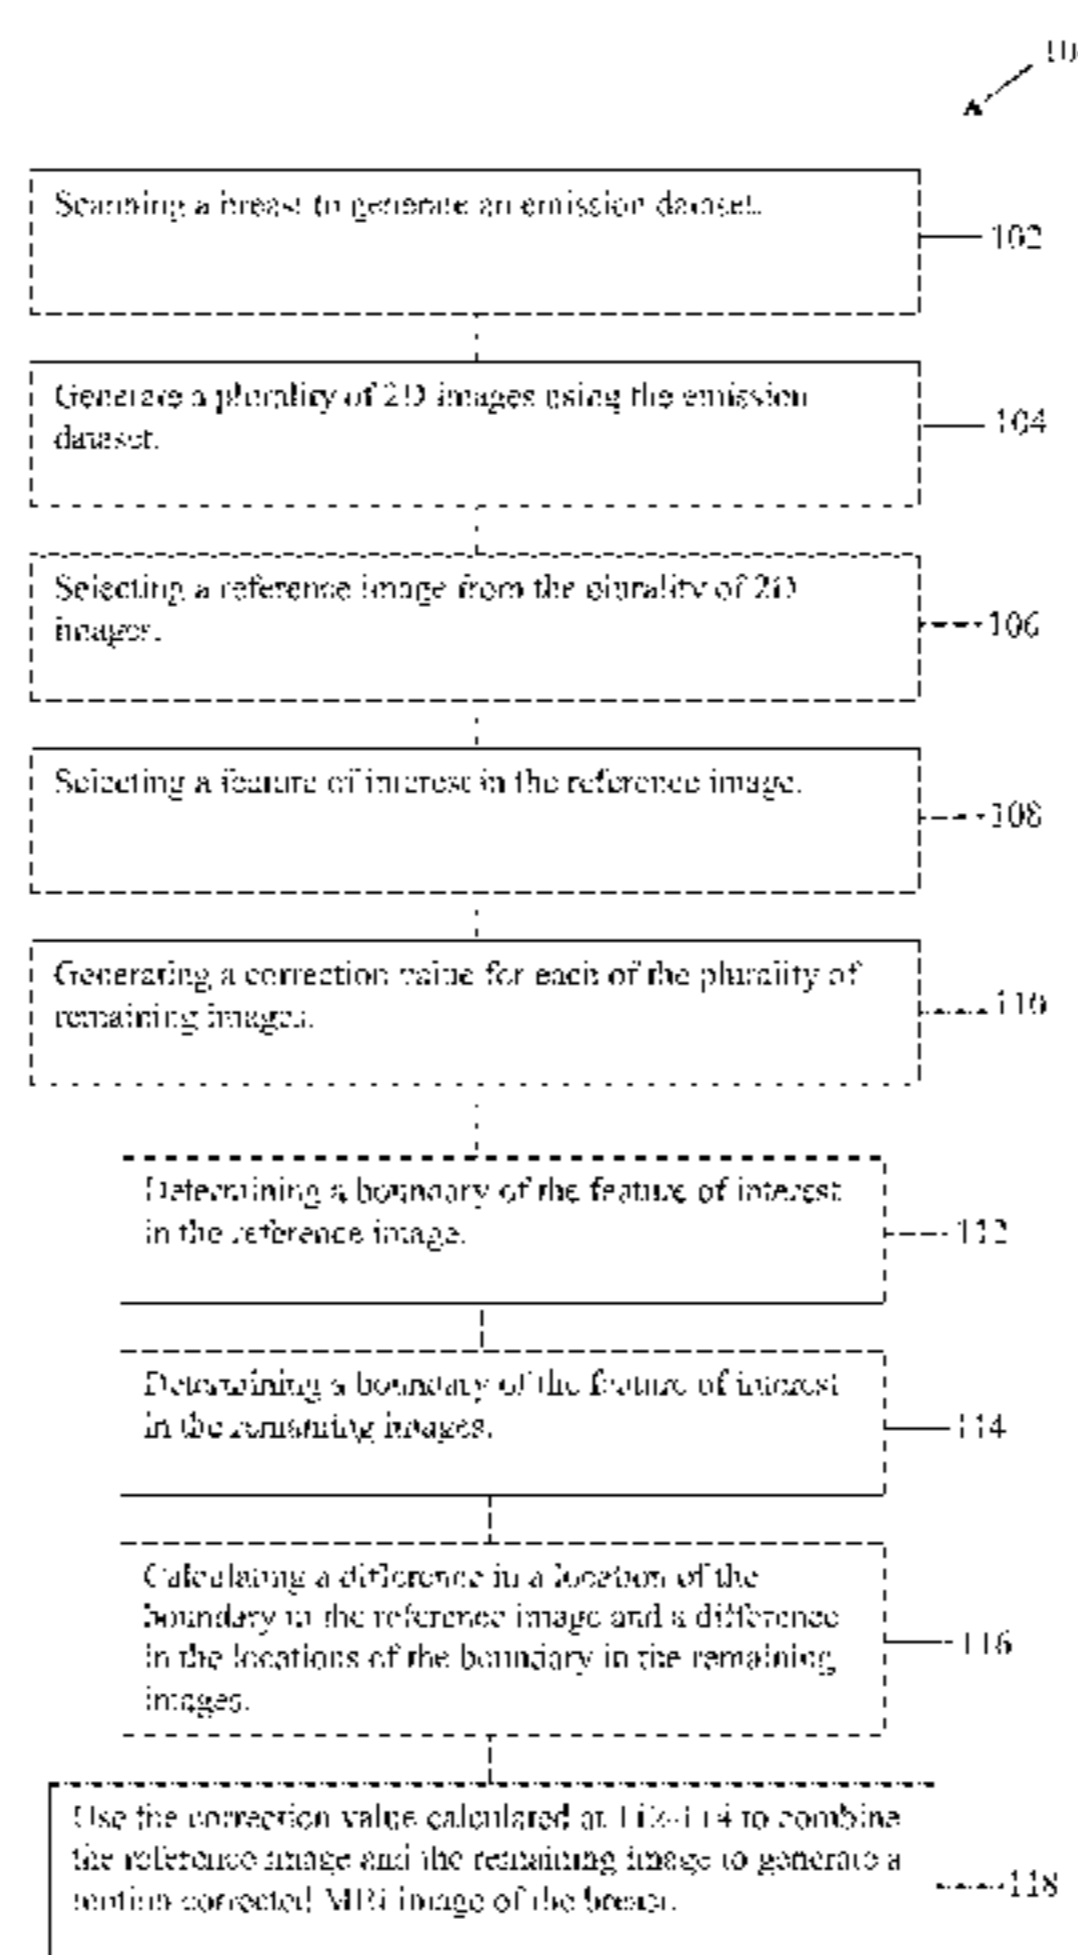 10
Scanning a breast to generate an emission dataset.
102
Generate a plurality of 2D images using the emission
dataset.
104
Selecting a reference image from the plurality of 2D
images.
106
Selecting a feature of interest in the reference image.
108
Generating a correction value for each of the plurality of
remaining images.
110
Determining a boundary of the feature of interest
in the reference image.
112
Determining a boundary of the feature of interest
in the remaining images.
114
Calculating a difference in a location of the
boundary in the reference image and a difference
in the locations of the boundary in the remaining
images.
116
Use the correction value calculated at 112-114 to combine
the reference image and the remaining image to generate a
motion corrected MRI image of the breast.
118